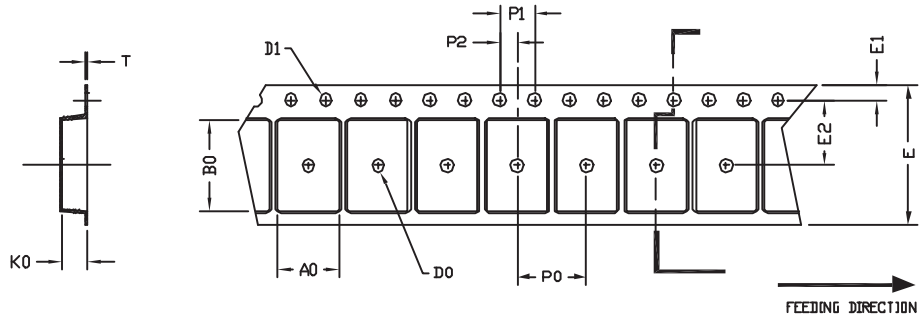 P1
P2
D1
E1
T
E2
E
B0
K0
A0
D0
P0
FEEDING DIRECTION